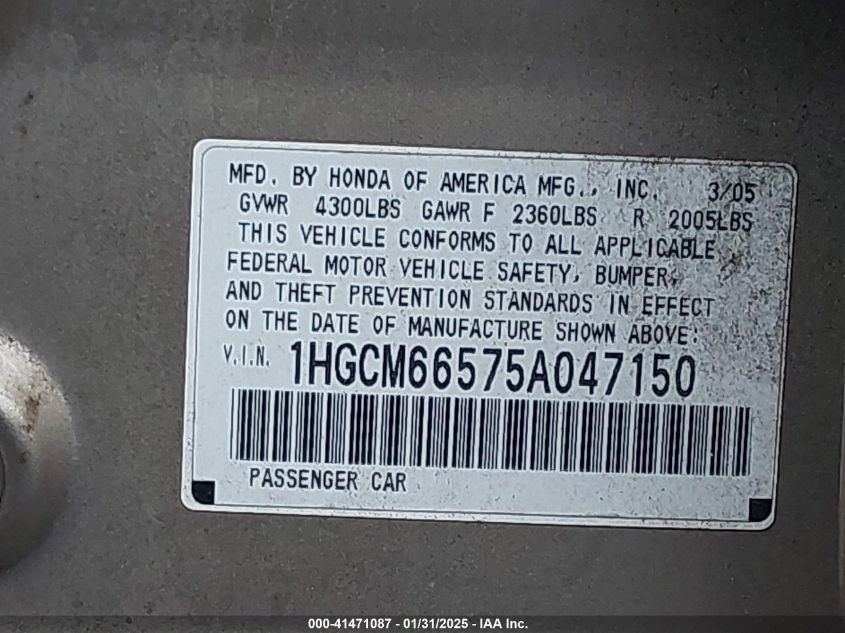 MFD. BY HONDA OF AMERICA MFG., INC. 3/05
GVWR 4300LBS GAWR F 2360LBS R 2005LBS
THIS VEHICLE CONFORMS TO ALL APPLICABLE
FEDERAL MOTOR VEHICLE SAFETY, BUMPER,
AND THEFT PREVENTION STANDARDS IN EFFECT
ON THE DATE OF MANUFACTURE SHOWN ABOVE.
V.I.N. 1HGCM66575A047150
PASSENGER CAR
000-41471087 - 01/31/2025 - IAA Inc.